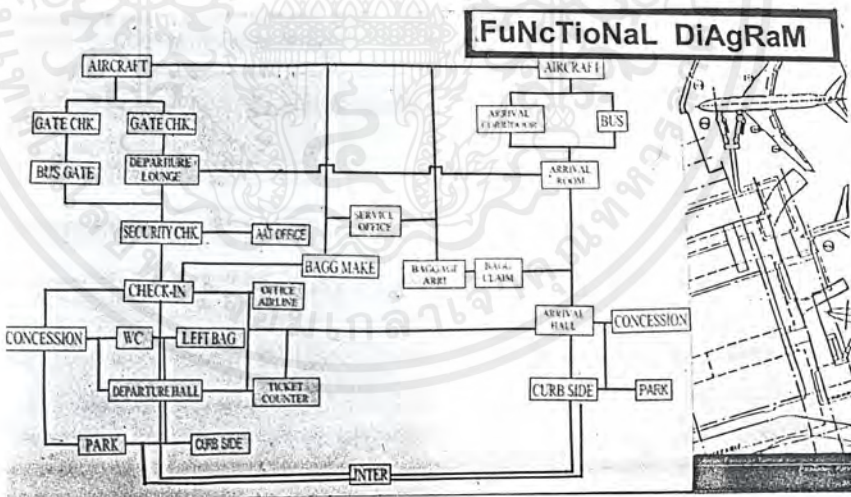 FuNcTioNaL DiAgRaM
AIRCRAFT
AIRCRAFT
GATE CHK.
GATE CHK.
ARRIVAL
CORRIDOOR
BUS
BUS GATE
DEPARTURE
LOUNGE
ARRIVAL
ROOM
SERVICE
OFFICE
SECURITY CHK.
AAT OFFICE
BAGG MAKE
BAGGAGE
ARRI
BAGG
CLAIM
CHECK-IN
OFFICE
AIRLINE
CONCESSION
WC
LEFT BAG
ARRIVAL
HALL
CONCESSION
DEPARTURE HALL
TICKET
COUNTER
CURB SIDE
PARK
PARK
CURB SIDE
INTER